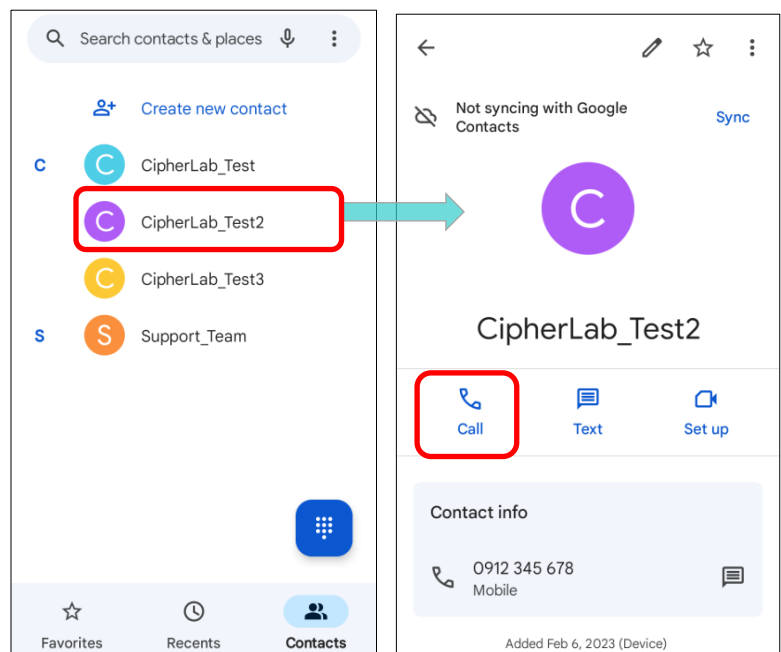 Search contacts & places
Create new contact
C
C
CipherLab_Test
C
CipherLab_Test2
C
CipherLab_Test3
S
S
Support_Team
Favorites
Recents
Contacts
Not syncing with Google
Contacts
Sync
C
CipherLab_Test2
Call
Text
Set up
Contact info
0912 345 678
Mobile
Added Feb 6, 2023 (Device)